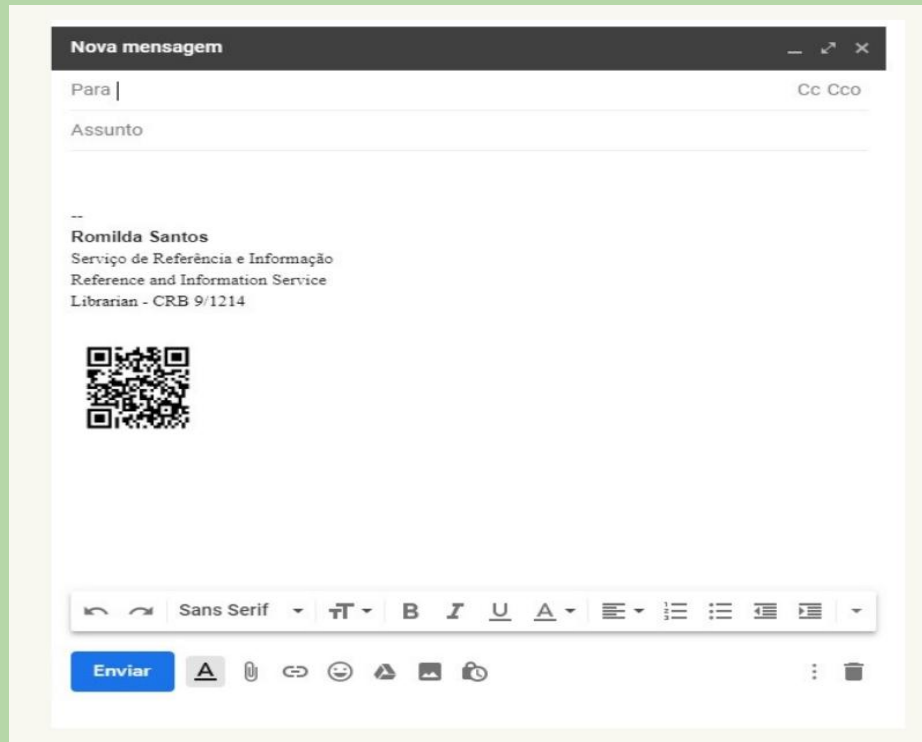 Nova mensagem
Para
Cc Cco
Assunto
--
Romilda Santos
Serviço de Referência e Informação
Reference and Information Service
Librarian - CRB 9/1214
Sans Serif
B I U A
Enviar A